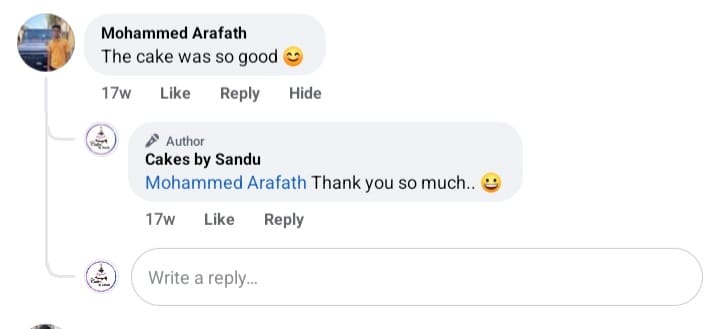 Mohammed Arafath
The cake was so good 😊
17w Like Reply Hide
Author
Cakes by Sandu
Mohammed Arafath Thank you so much.. 😀
17w Like Reply
Write a reply...